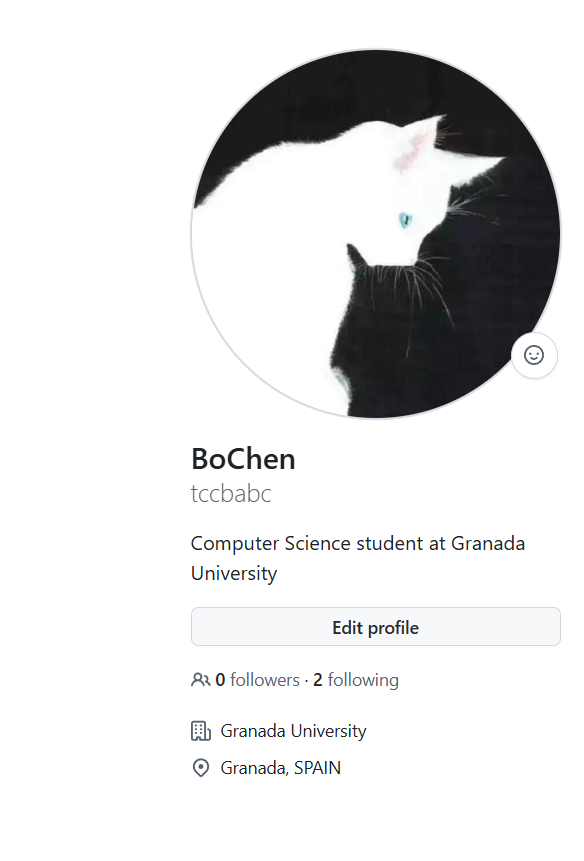 BoChen
tccbabc
Computer Science student at Granada
University
Edit profile
0 followers · 2 following
Granada University
Granada, SPAIN